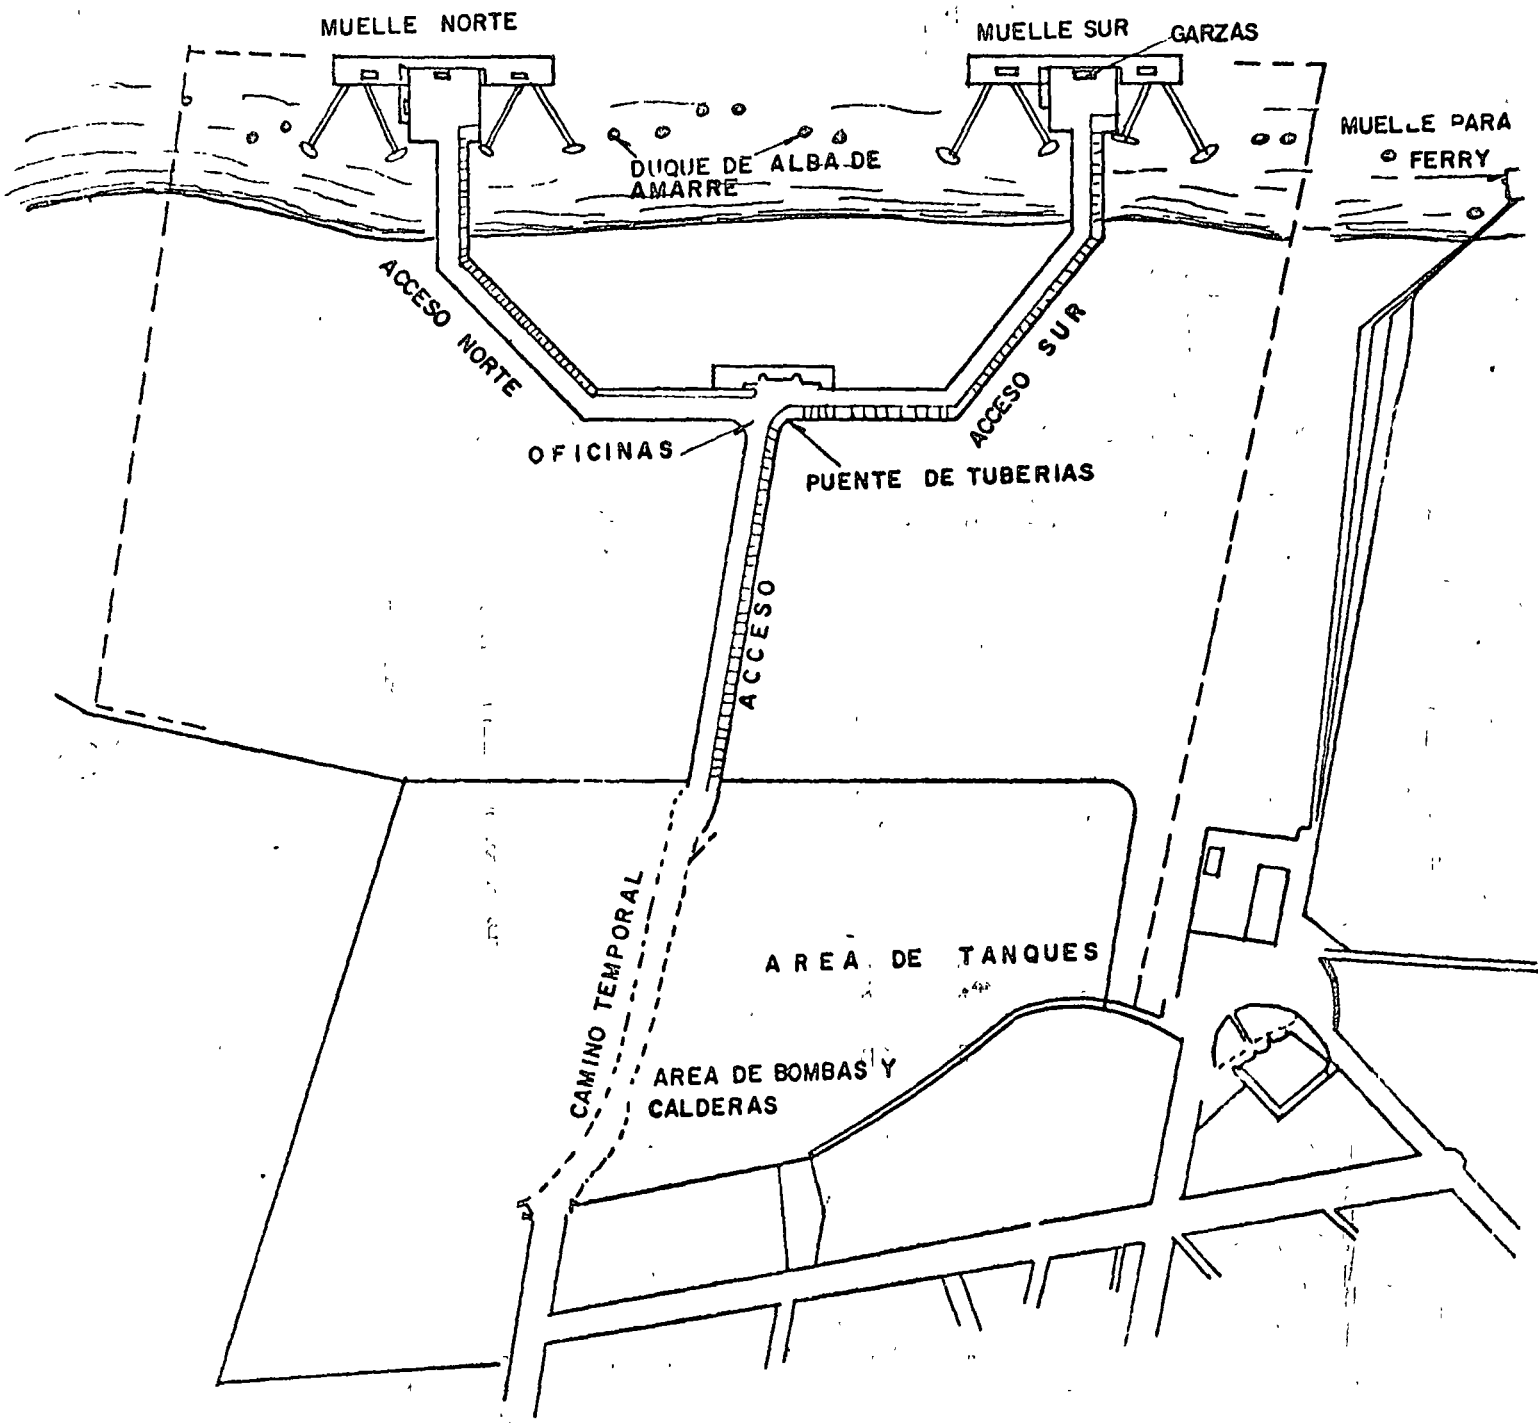 MUELLE NORTE
MUELLE SUR
GARZAS
MUELLE PARA
FERRY
DUQUE DE ALBA DE
AMARRE
ACCESO NORTE
ACCESO SUR
OFICINAS
PUENTE DE TUBERIAS
ACCESO
CAMINO TEMPORAL
AREA DE TANQUES
AREA DE BOMBAS Y
CALDERAS